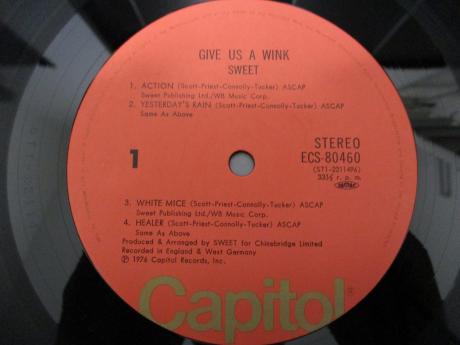 GIVE US A WINK
SWEET
1. ACTION (Scott-Priest-Connolly-Tucker) ASCAP
Sweet Publishing Ltd./WB Music Corp.
2. YESTERDAY'S RAIN (Scott-Priest-Connolly-Tucker) ASCAP
Same As Above
1
STEREO
ECS-80460
(ST1-2211496)
33⅓ r. p. m.
3. WHITE MICE (Scott-Priest-Connolly-Tucker) ASCAP
Sweet Publishing Ltd./WB Music Corp.
4. HEALER (Scott-Priest-Connolly-Tucker) ASCAP
Same As Above
Produced & Arranged by SWEET for Chinebridge Limited
Recorded in England & West Germany
℗ 1976 Capitol Records, Inc.
Capitol®